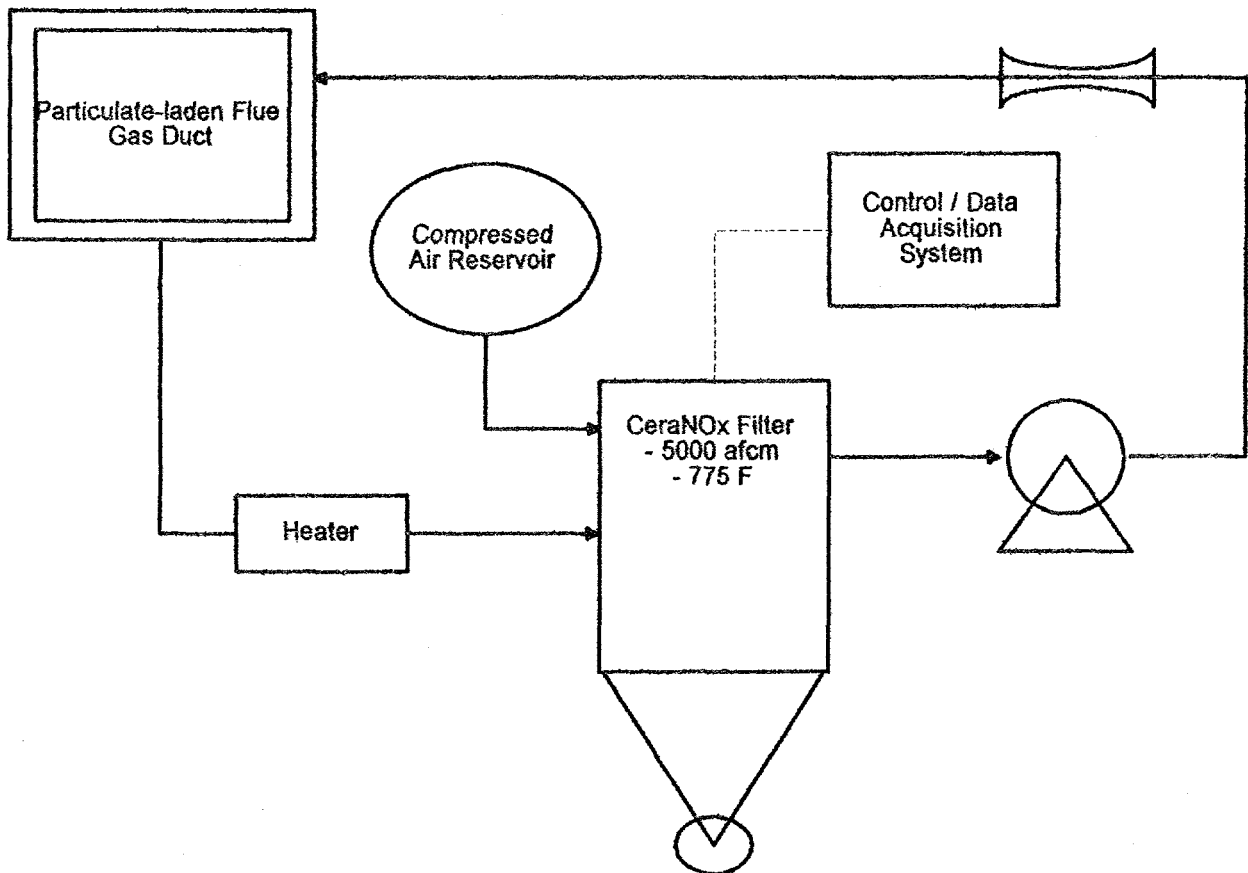 Particulate-laden Flue
Gas Duct
Compressed
Air Reservoir
Control / Data
Acquisition
System
CeraNOx Filter
- 5000 afcm
- 775 F
Heater